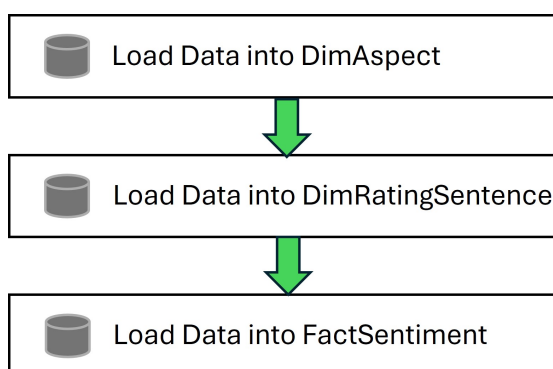 Load Data into DimAspect
Load Data into DimRatingSentence
Load Data into FactSentiment